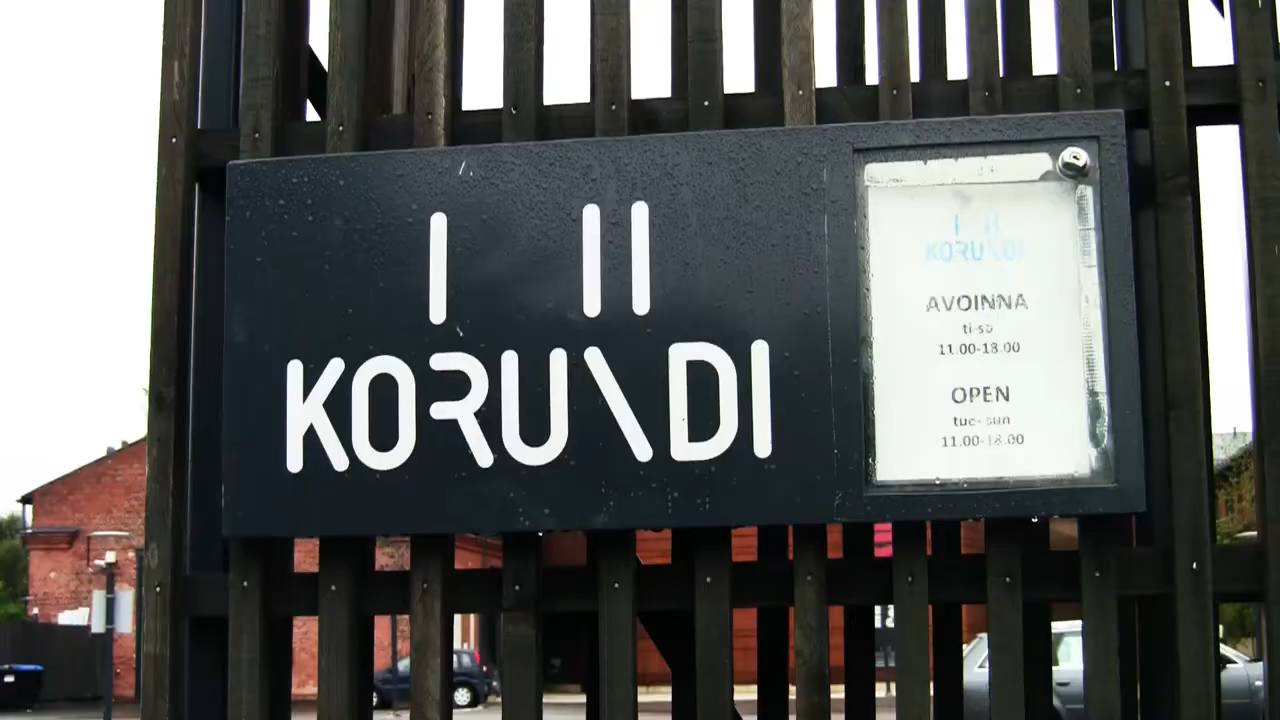 KORUNDI
KORUNDI
AVOINNA
ti-su
11.00-18.00
OPEN
tue- sun
11.00-18.00